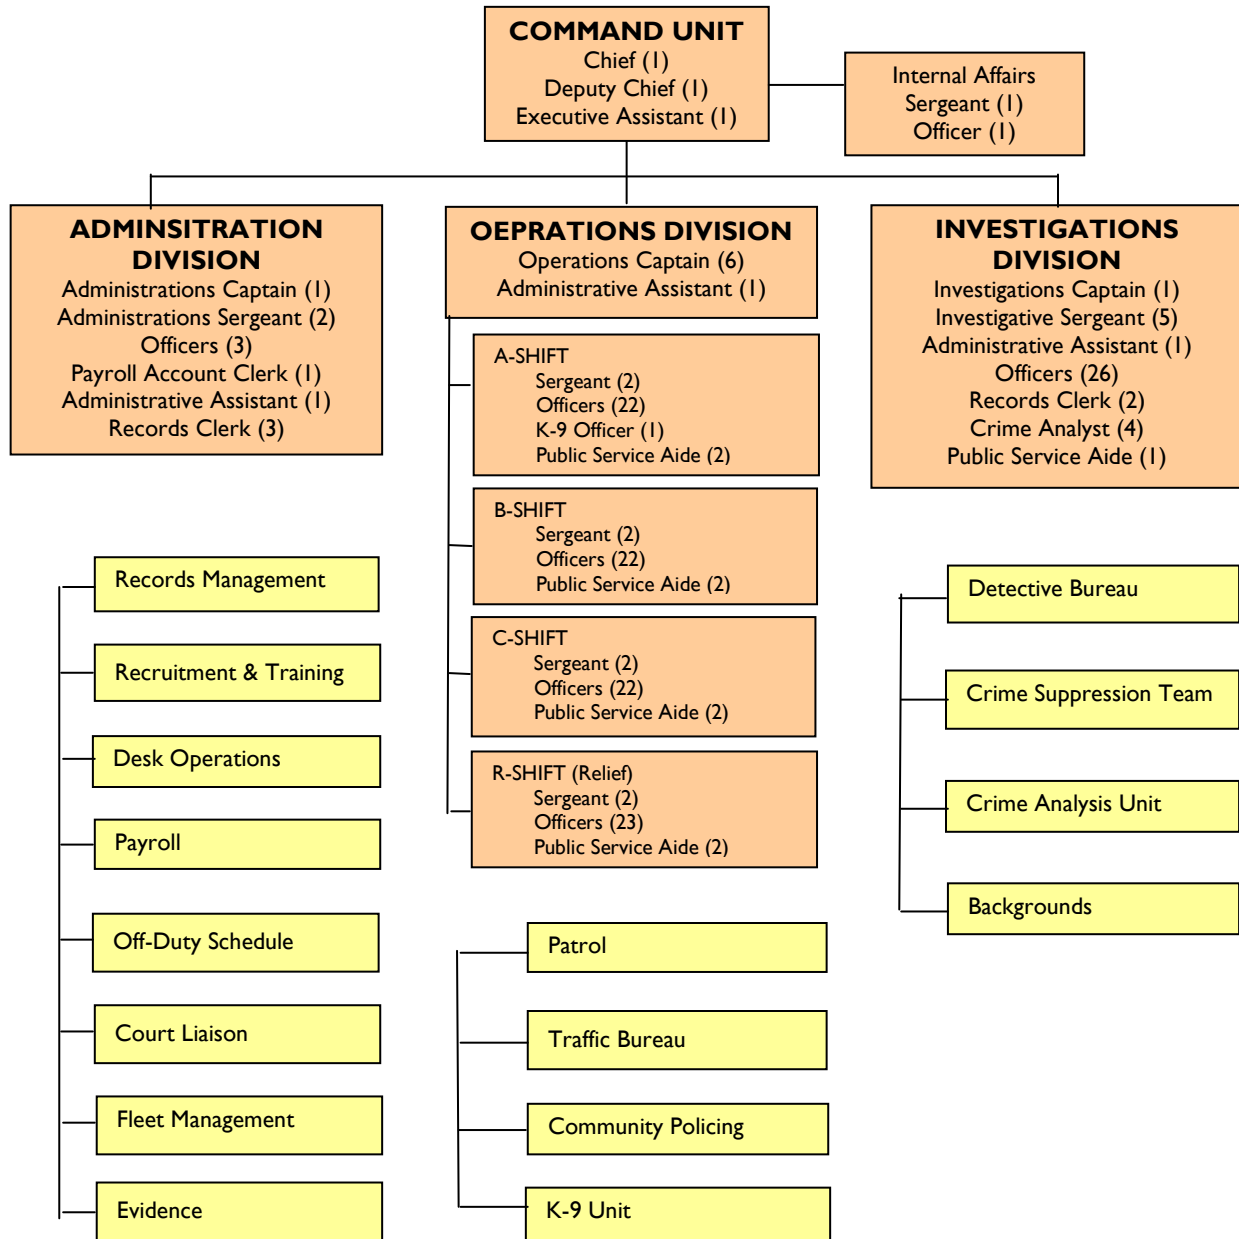 COMMAND UNIT
Chief (1)
Deputy Chief (1)
Executive Assistant (1)
Internal Affairs
Sergeant (1)
Officer (1)
ADMINSITRATION
DIVISION
Administrations Captain (1)
Administrations Sergeant (2)
Officers (3)
Payroll Account Clerk (1)
Administrative Assistant (1)
Records Clerk (3)
OEPRATIONS DIVISION
Operations Captain (6)
Administrative Assistant (1)
INVESTIGATIONS
DIVISION
Investigations Captain (1)
Investigative Sergeant (5)
Administrative Assistant (1)
Officers (26)
Records Clerk (2)
Crime Analyst (4)
Public Service Aide (1)
A-SHIFT
Sergeant (2)
Officers (22)
K-9 Officer (1)
Public Service Aide (2)
B-SHIFT
Sergeant (2)
Officers (22)
Public Service Aide (2)
C-SHIFT
Sergeant (2)
Officers (22)
Public Service Aide (2)
R-SHIFT (Relief)
Sergeant (2)
Officers (23)
Public Service Aide (2)
Records Management
Recruitment & Training
Desk Operations
Payroll
Off-Duty Schedule
Court Liaison
Fleet Management
Evidence
Patrol
Traffic Bureau
Community Policing
K-9 Unit
Detective Bureau
Crime Suppression Team
Crime Analysis Unit
Backgrounds